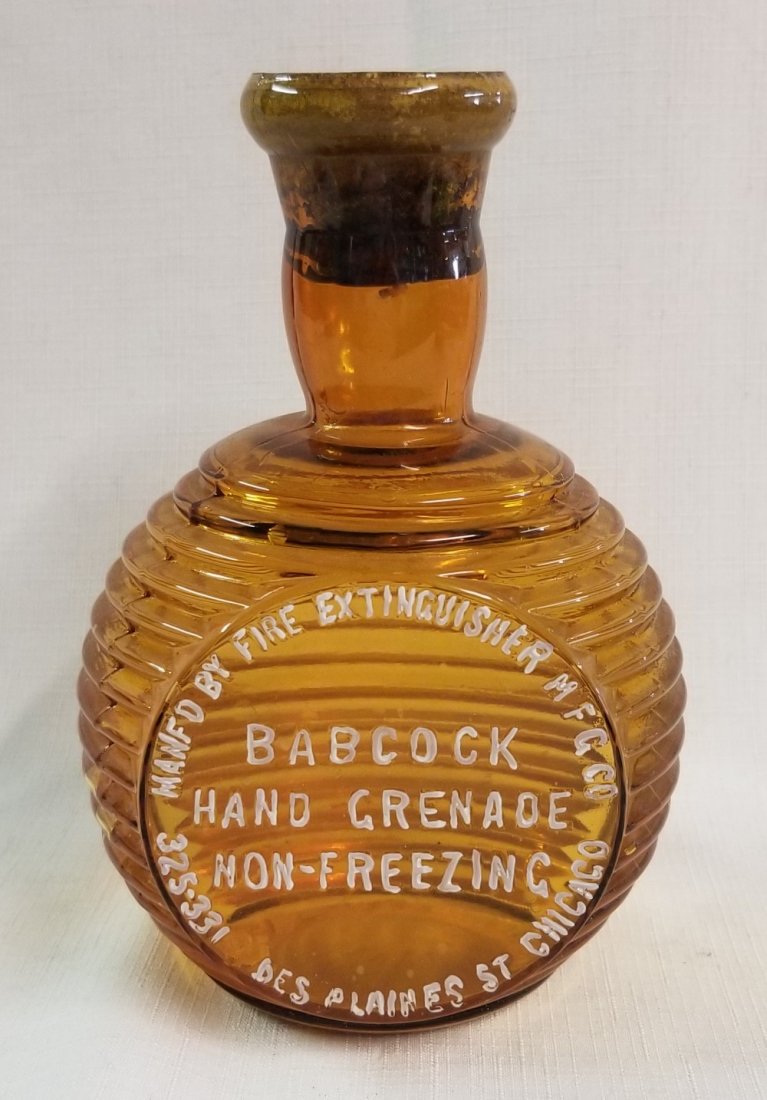 MANF'D BY FIRE EXTINGUISHER MFG CO
BABCOCK
HAND GRENADE
NON-FREEZING
325-331 DES PLAINES ST CHICAGO